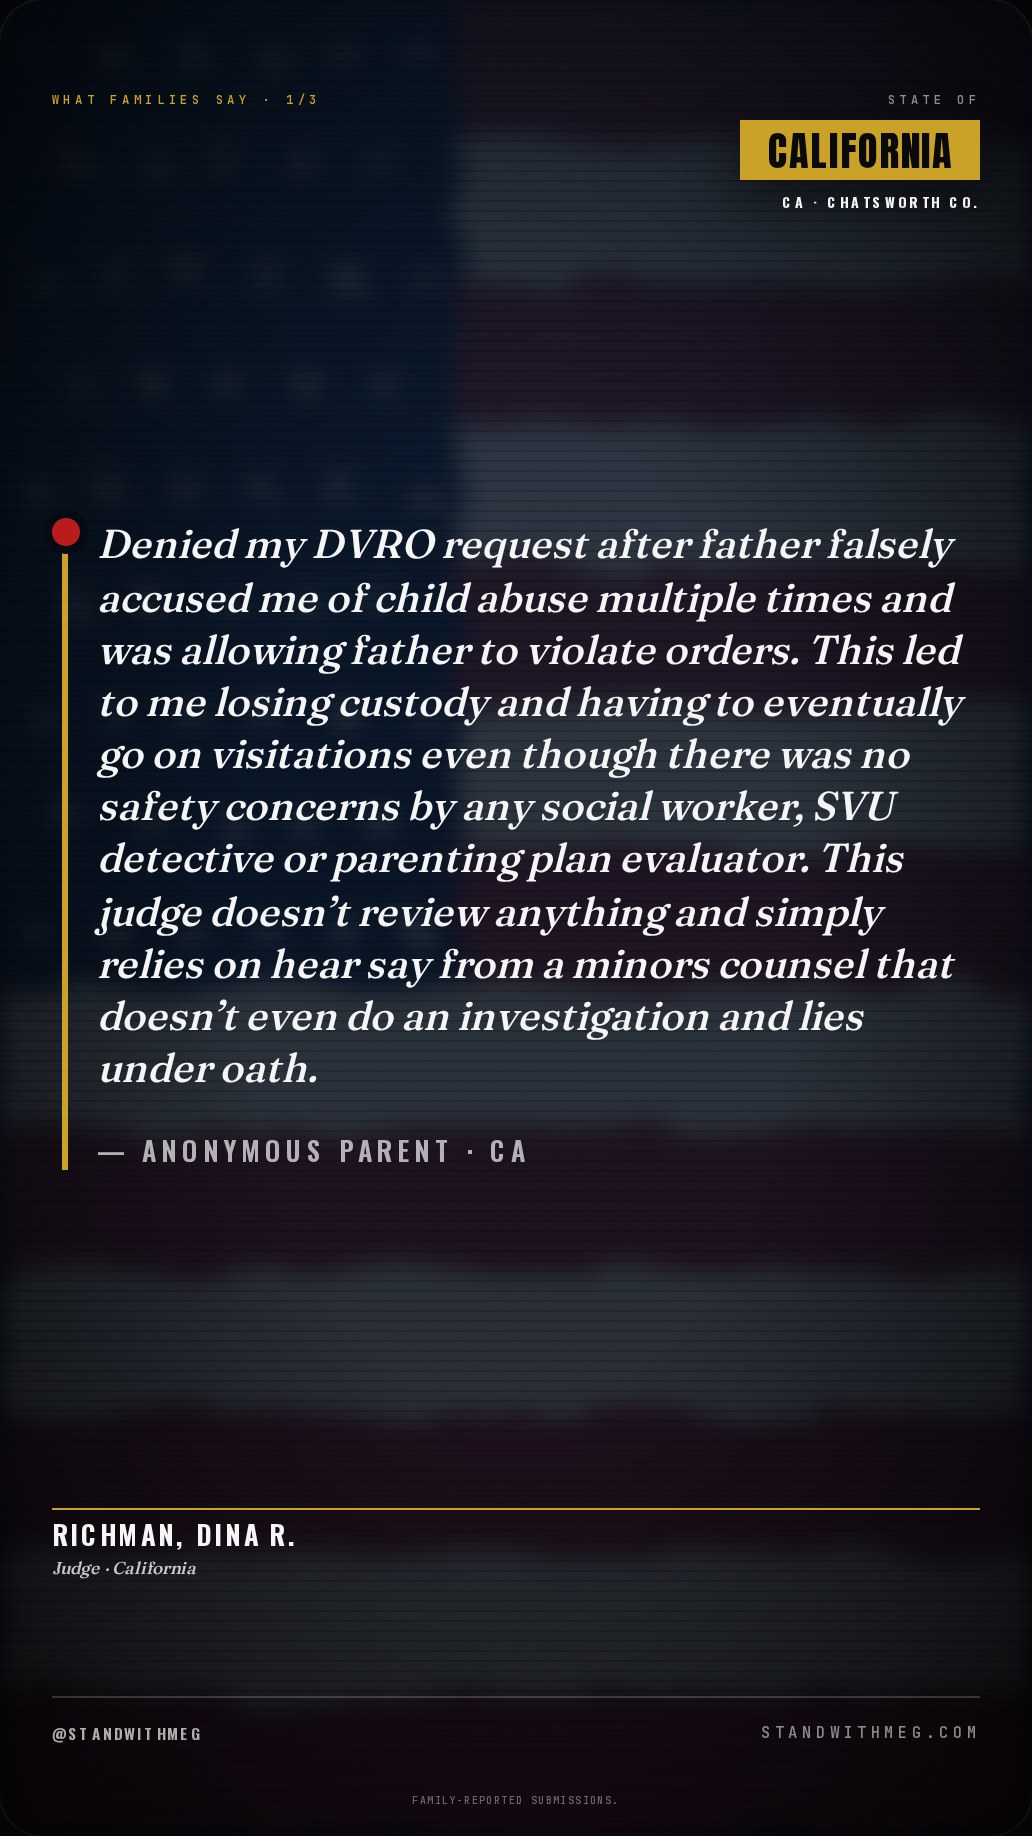 WHAT FAMILIES SAY · 1/3
STATE OF
CALIFORNIA
CA · CHATSWORTH CO.
Denied my DVRO request after father falsely
accused me of child abuse multiple times and
was allowing father to violate orders. This led
to me losing custody and having to eventually
go on visitations even though there was no
safety concerns by any social worker, SVU
detective or parenting plan evaluator. This
judge doesn’t review anything and simply
relies on hear say from a minors counsel that
doesn’t even do an investigation and lies
under oath.
— ANONYMOUS PARENT · CA
RICHMAN, DINA R.
Judge · California
@STANDWITHMEG
STANDWITHMEG.COM
FAMILY-REPORTED SUBMISSIONS.